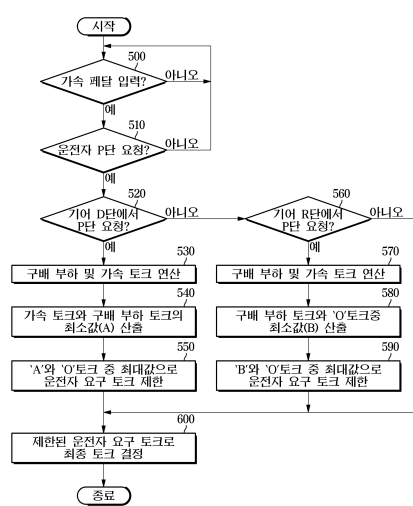 시작
500
가속 페달 입력?
아니오
예
510
운전자 P단 요청?
아니오
예
520
기어 D단에서
P단 요청?
아니오
예
560
기어 R단에서
P단 요청?
아니오
예
530
구배 부하 및 가속 토크 연산
570
구배 부하 및 가속 토크 연산
540
가속 토크와 구배 부하 토크의
최소값(A) 산출
580
구배 부하 토크와 '0'토크중
최소값(B) 산출
550
'A'와 '0'토크 중 최대값으로
운전자 요구 토크 제한
590
'B'와 '0'토크 중 최대값으로
운전자 요구 토크 제한
600
제한된 운전자 요구 토크로
최종 토크 결정
종료